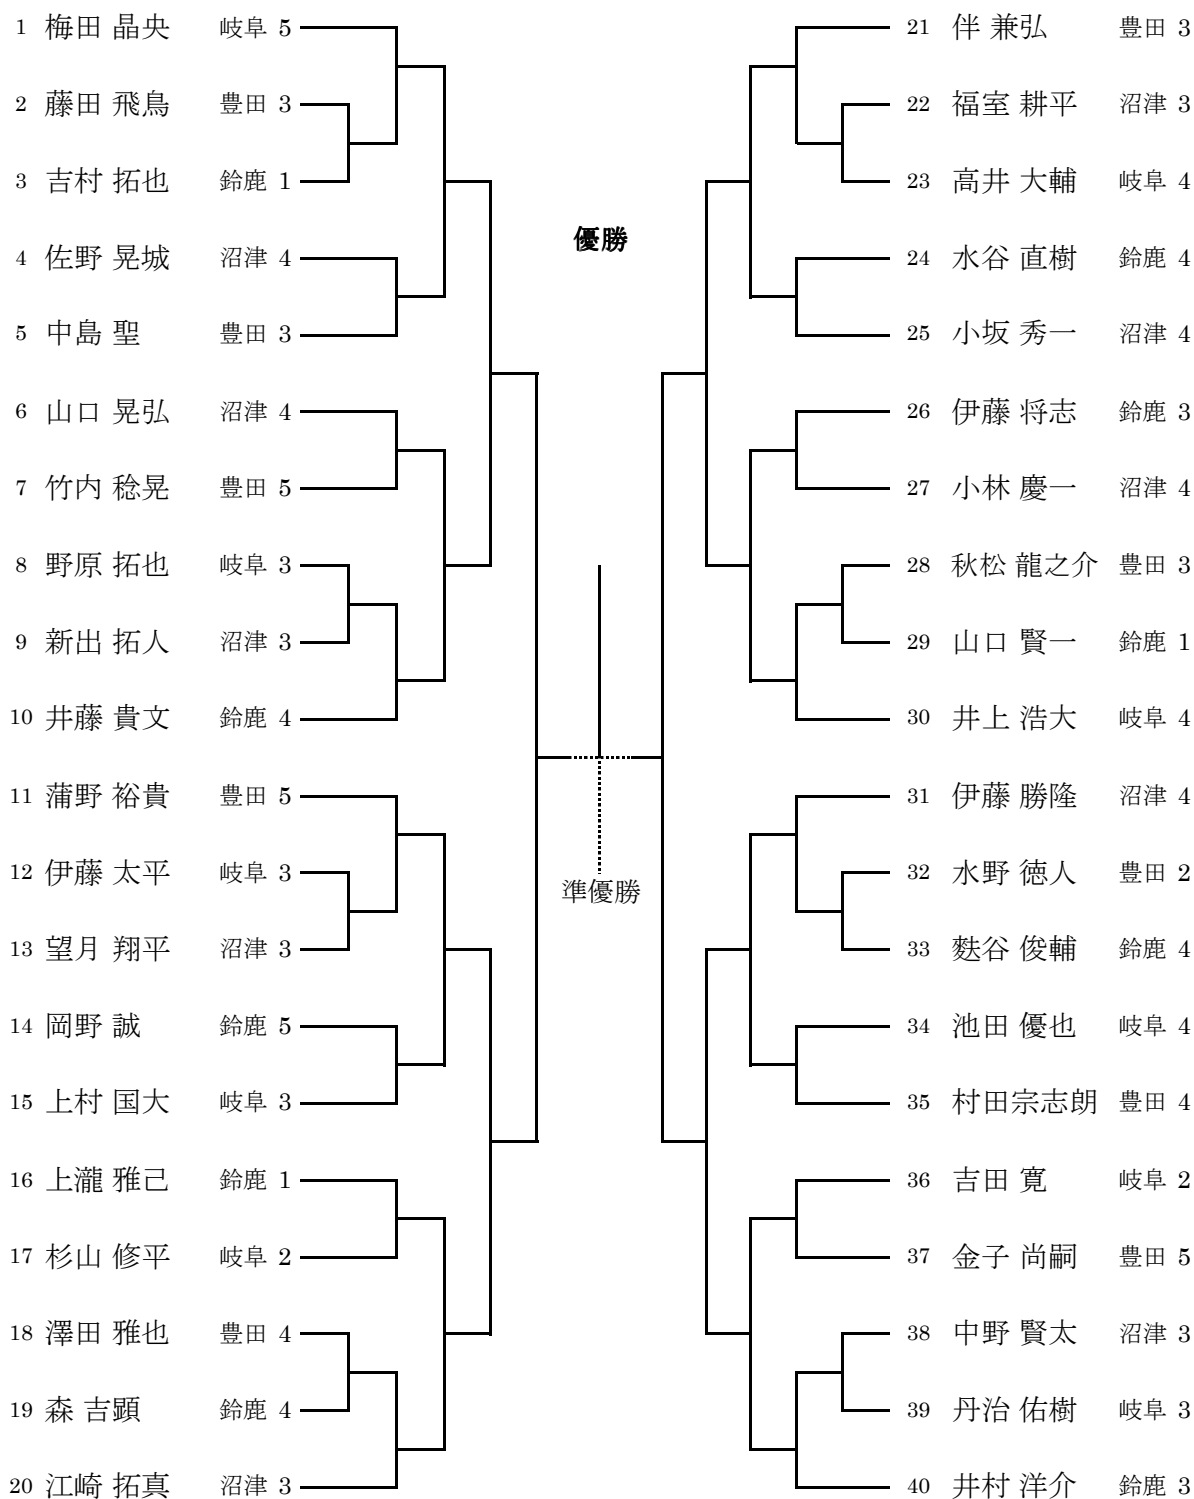 1 梅田 晶央 岐阜 5
2 藤田 飛鳥 豊田 3
3 吉村 拓也 鈴鹿 1
4 佐野 晃城 沼津 4
5 中島 聖 豊田 3
6 山口 晃弘 沼津 4
7 竹内 稔晃 豊田 5
8 野原 拓也 岐阜 3
9 新出 拓人 沼津 3
10 井藤 貴文 鈴鹿 4
11 蒲野 裕貴 豊田 5
12 伊藤 太平 岐阜 3
13 望月 翔平 沼津 3
14 岡野 誠 鈴鹿 5
15 上村 国大 岐阜 3
16 上瀧 雅己 鈴鹿 1
17 杉山 修平 岐阜 2
18 澤田 雅也 豊田 4
19 森 吉顕 鈴鹿 4
20 江崎 拓真 沼津 3
優勝
準優勝
21 伴 兼弘 豊田 3
22 福室 耕平 沼津 3
23 高井 大輔 岐阜 4
24 水谷 直樹 鈴鹿 4
25 小坂 秀一 沼津 4
26 伊藤 将志 鈴鹿 3
27 小林 慶一 沼津 4
28 秋松 龍之介 豊田 3
29 山口 賢一 鈴鹿 1
30 井上 浩大 岐阜 4
31 伊藤 勝隆 沼津 4
32 水野 徳人 豊田 2
33 麩谷 俊輔 鈴鹿 4
34 池田 優也 岐阜 4
35 村田宗志朗 豊田 4
36 吉田 寛 岐阜 2
37 金子 尚嗣 豊田 5
38 中野 賢太 沼津 3
39 丹治 佑樹 岐阜 3
40 井村 洋介 鈴鹿 3